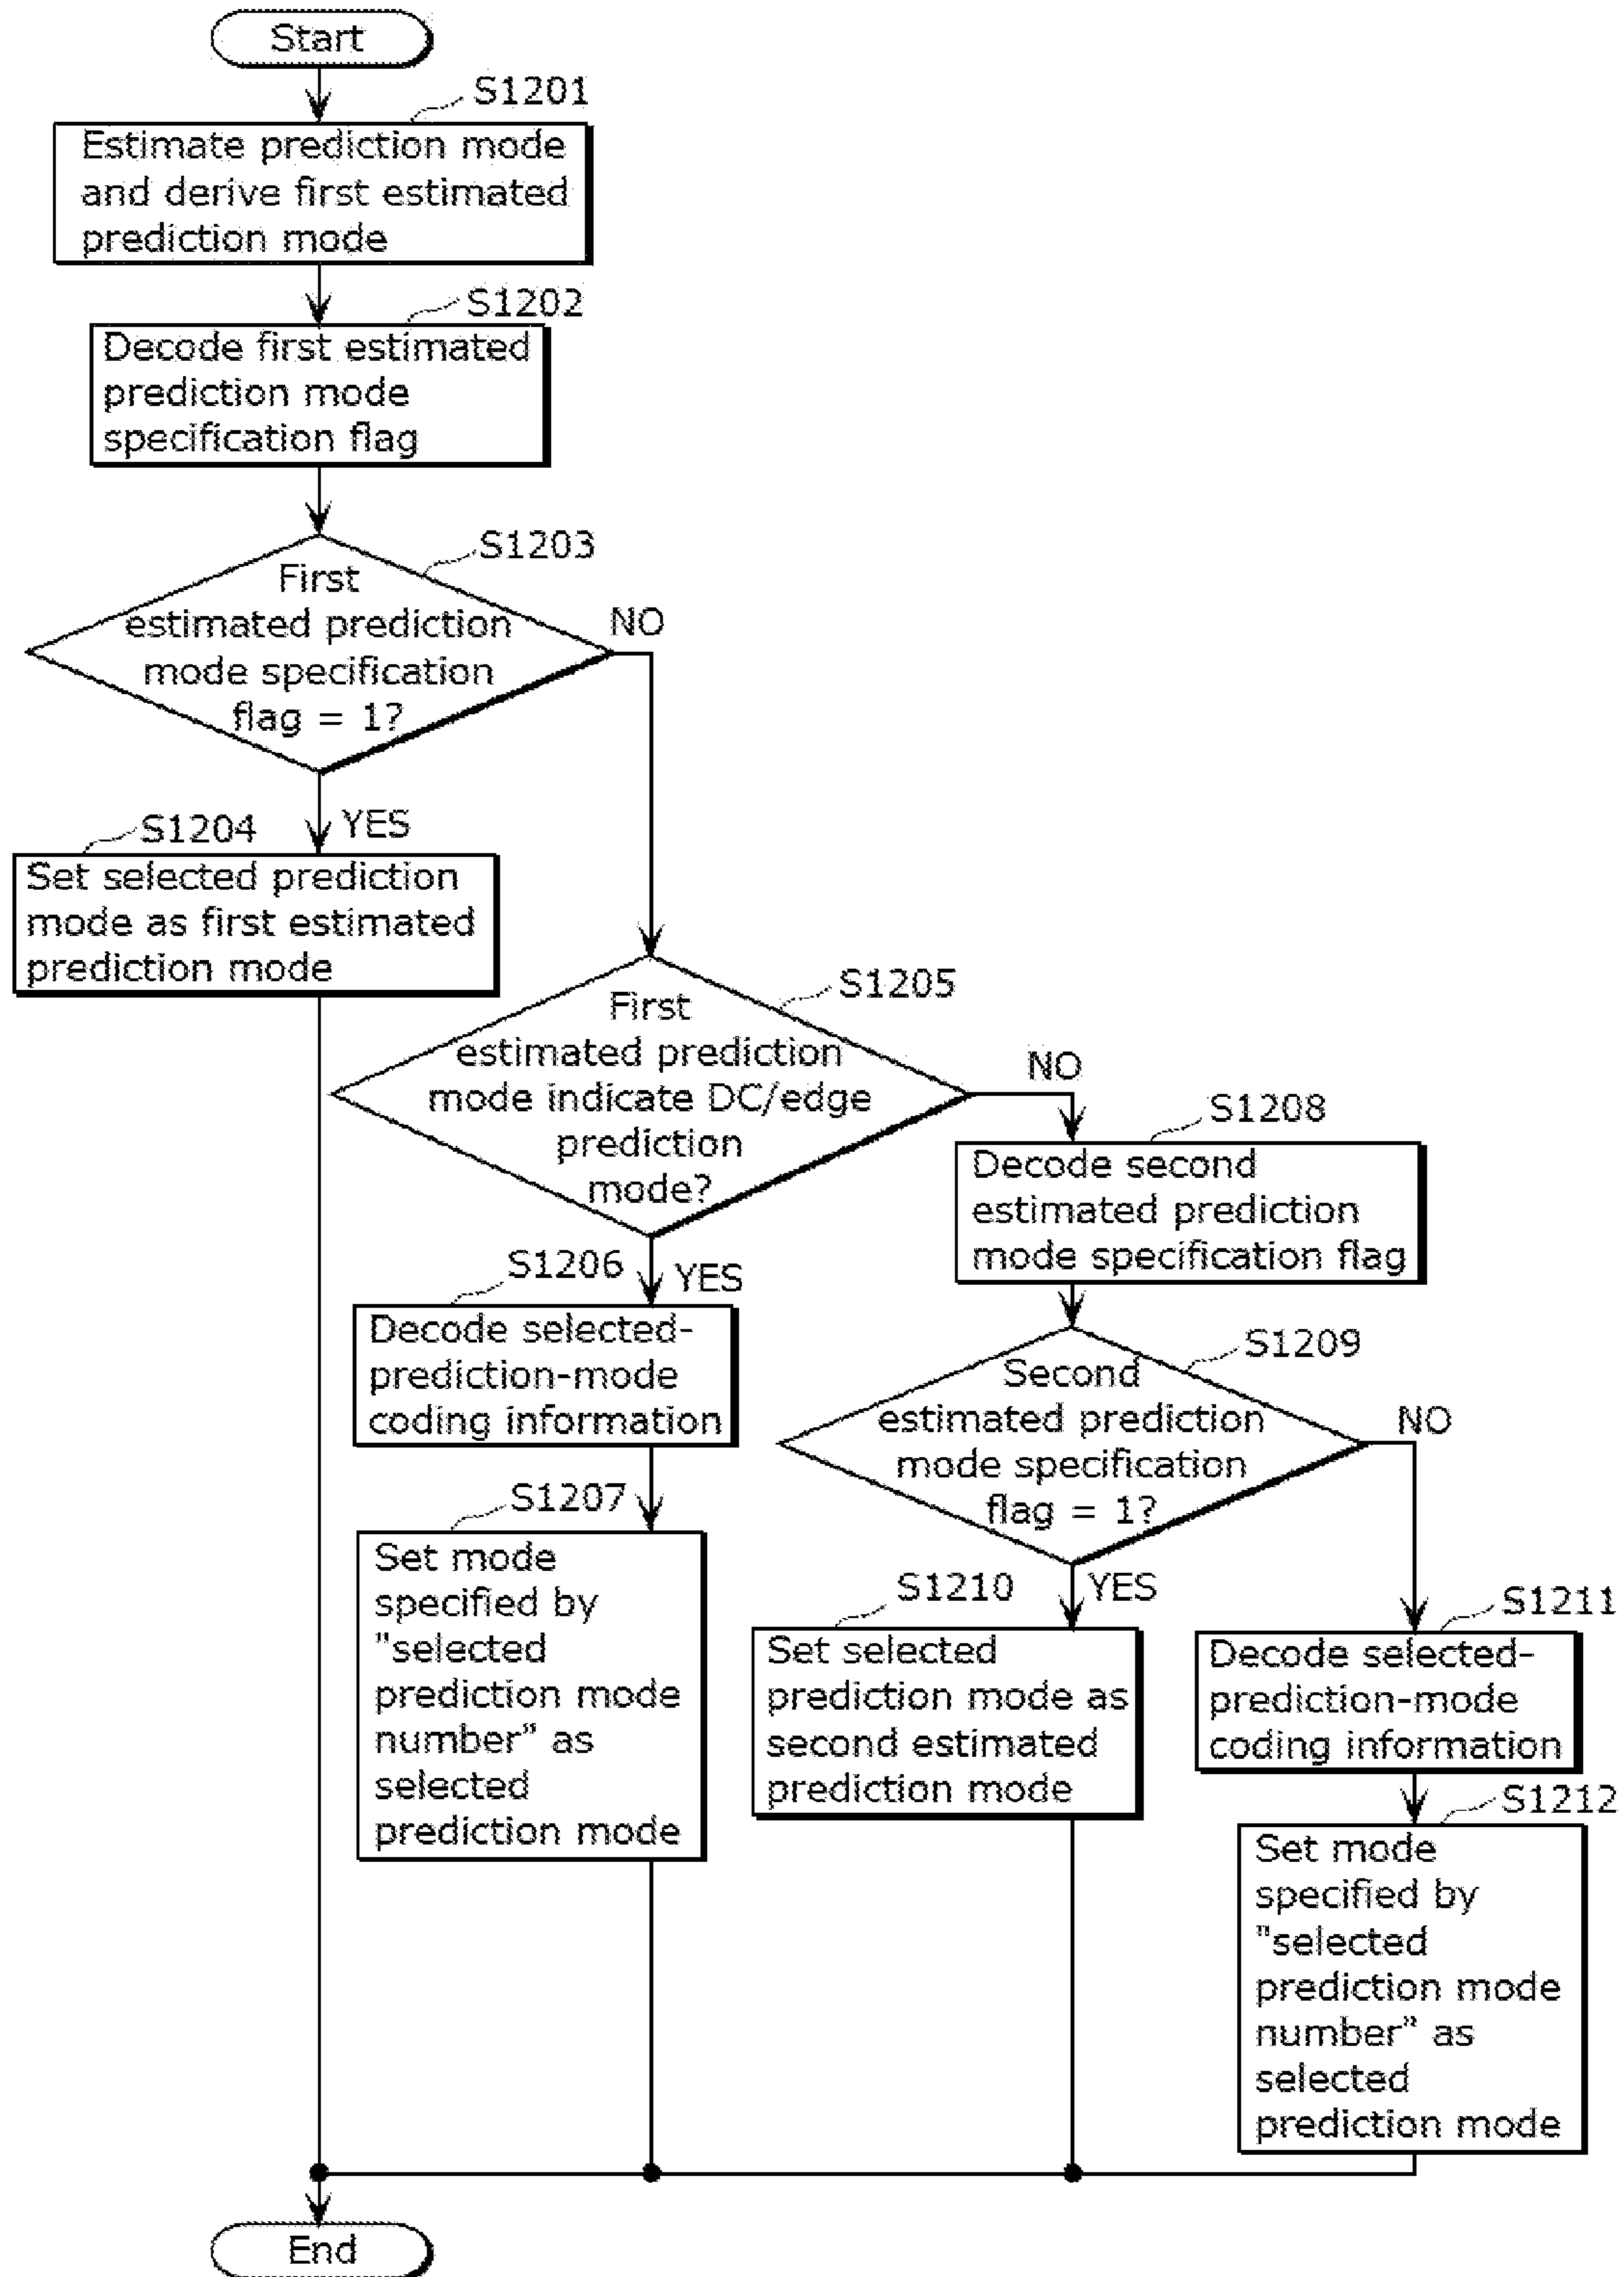 Start
S1201
Estimate prediction mode
and derive first estimated
prediction mode
S1202
Decode first estimated
prediction mode
specification flag
S1203
First
estimated prediction
mode specification
flag = 1?
NO
YES
S1204
Set selected prediction
mode as first estimated
prediction mode
S1205
First
estimated prediction
mode indicate DC/edge
prediction
mode?
NO
YES
S1206
Decode selected-
prediction-mode
coding information
S1207
Set mode
specified by
"selected
prediction mode
number" as
selected
prediction mode
S1208
Decode second
estimated prediction
mode specification flag
S1209
Second
estimated prediction
mode specification
flag = 1?
NO
YES
S1210
Set selected
prediction mode as
second estimated
prediction mode
S1211
Decode selected-
prediction-mode
coding information
S1212
Set mode
specified by
"selected
prediction mode
number" as
selected
prediction mode
End